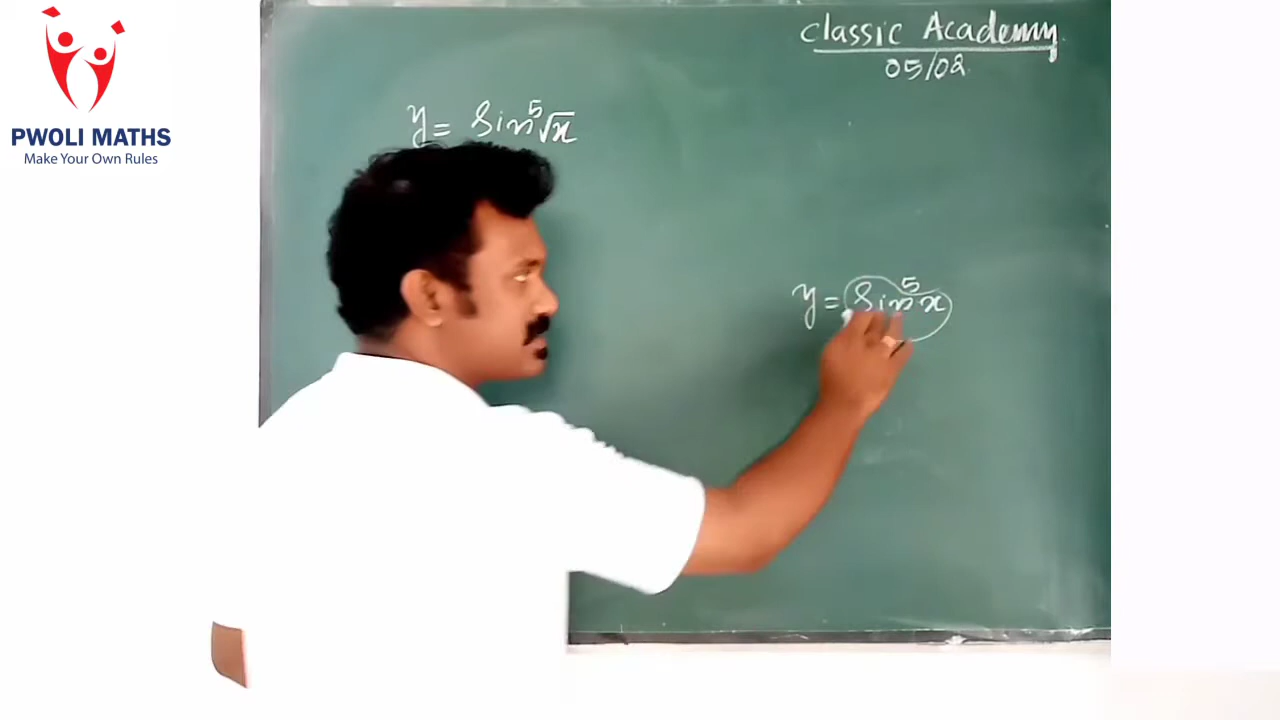 PWOLI MATHS
Make Your Own Rules
Classic Academy
05/02
y = Sin⁵√x
y = Sin⁵x